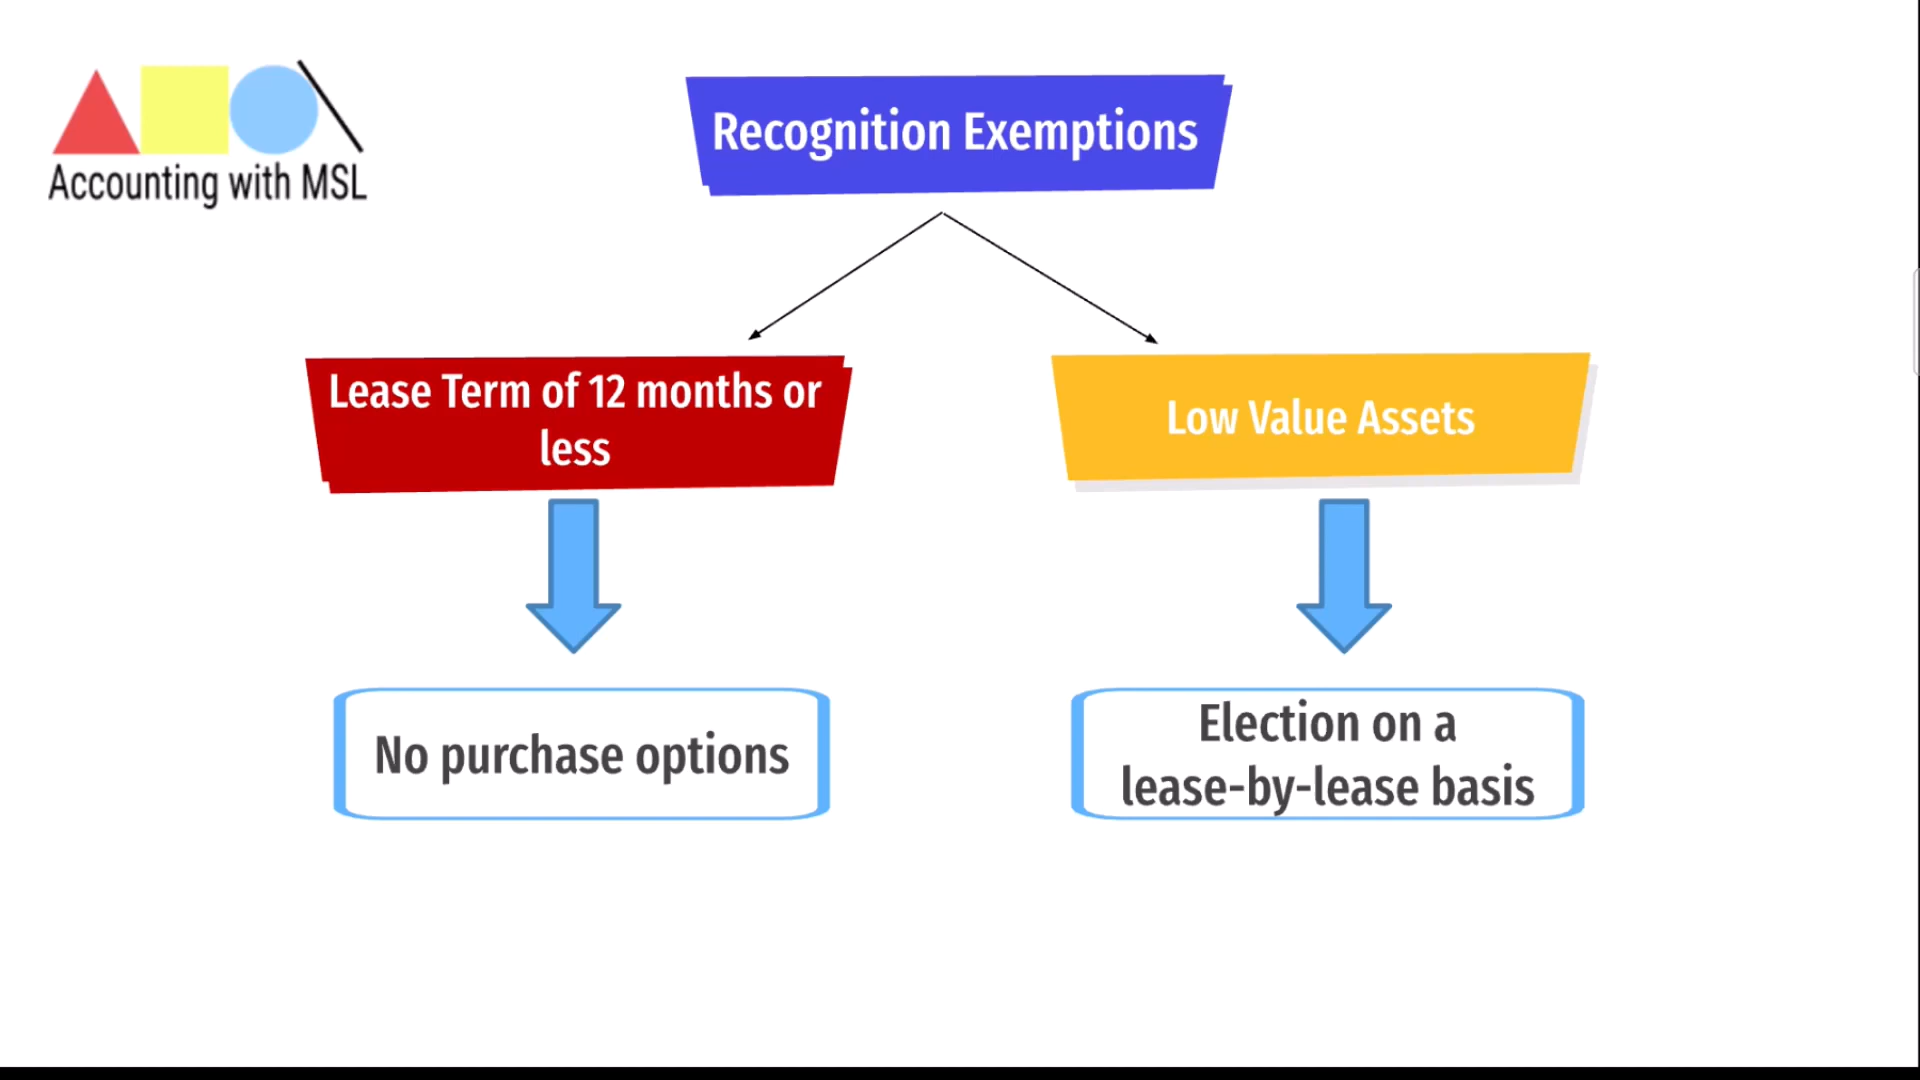 Accounting with MSL
Recognition Exemptions
Lease Term of 12 months or
less
Low Value Assets
No purchase options
Election on a
lease-by-lease basis